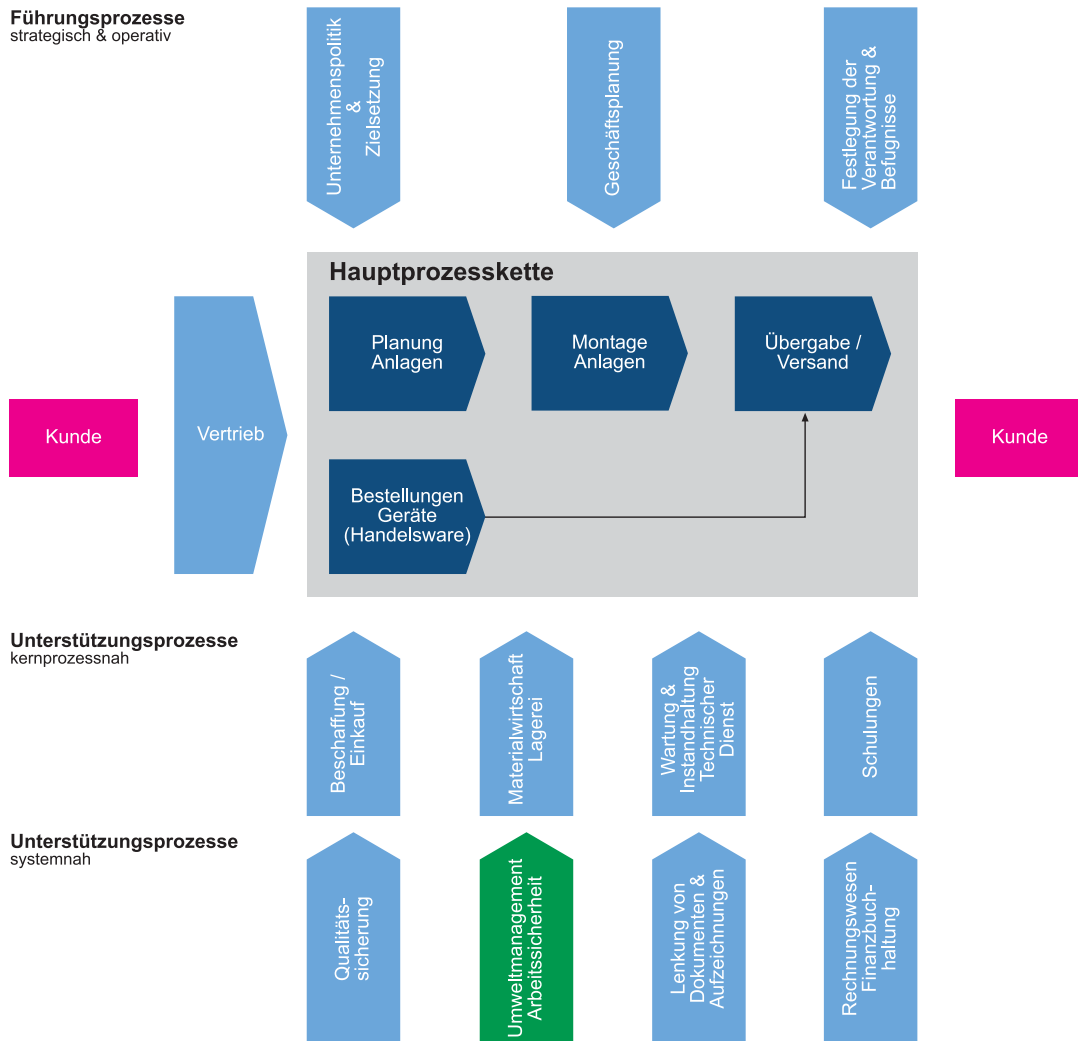 Führungsprozesse
strategisch & operativ
Unternehmenspolitik
&
Zielsetzung
Geschäftsplanung
Festlegung der
Verantwortung &
Befugnisse
Hauptprozesskette
Planung
Anlagen
Montage
Anlagen
Übergabe /
Versand
Kunde
Vertrieb
Kunde
Bestellungen
Geräte
(Handelsware)
Unterstützungsprozesse
kernprozessnah
Beschaffung /
Einkauf
Materialwirtschaft
Lagerei
Wartung &
Instandhaltung
Technischer
Dienst
Schulungen
Unterstützungsprozesse
systemnah
Qualitäts-
sicherung
Umweltmanagement
Arbeitssicherheit
Lenkung von
Dokumenten &
Aufzeichnungen
Rechnungswesen
Finanzbuch-
haltung